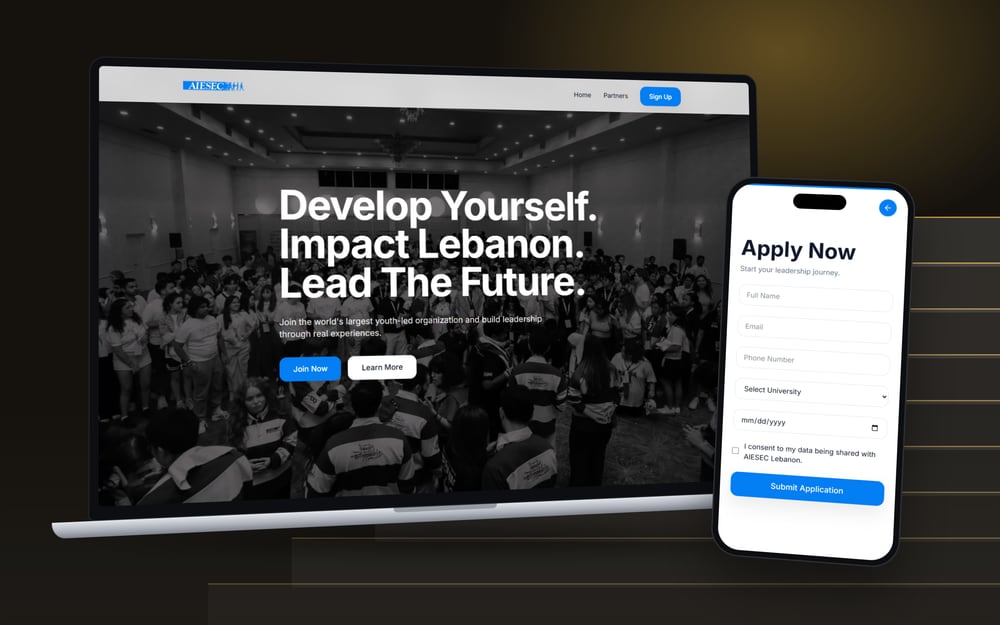 AIESEC
Home
Partners
Sign Up
Develop Yourself.
Impact Lebanon.
Lead The Future.
Join the world's largest youth-led organization and build leadership
through real experiences.
Join Now
Learn More
Apply Now
Start your leadership journey.
Full Name
Email
Phone Number
Select University
mm/dd/yyyy
I consent to my data being shared with
AIESEC Lebanon.
Submit Application